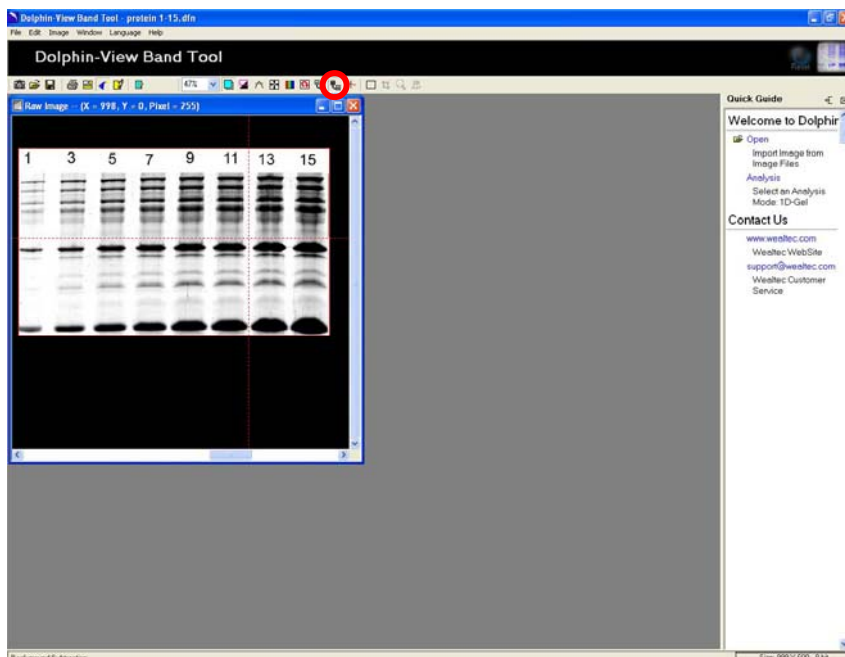 Dolphin-View Band Tool - protein 1-15.dfn
File Edit Image Window Language Help
Dolphin-View Band Tool
47%
Raw Image -- (X = 998, Y = 0, Pixel = 255)
1 3 5 7 9 11 13 15
Quick Guide
Welcome to Dolphin
Open
Import Image from
Image Files
Analysis
Select an Analysis
Mode: 1D-Gel
Contact Us
www.wealtec.com
Wealtec WebSite
support@wealtec.com
Wealtec Customer
Service